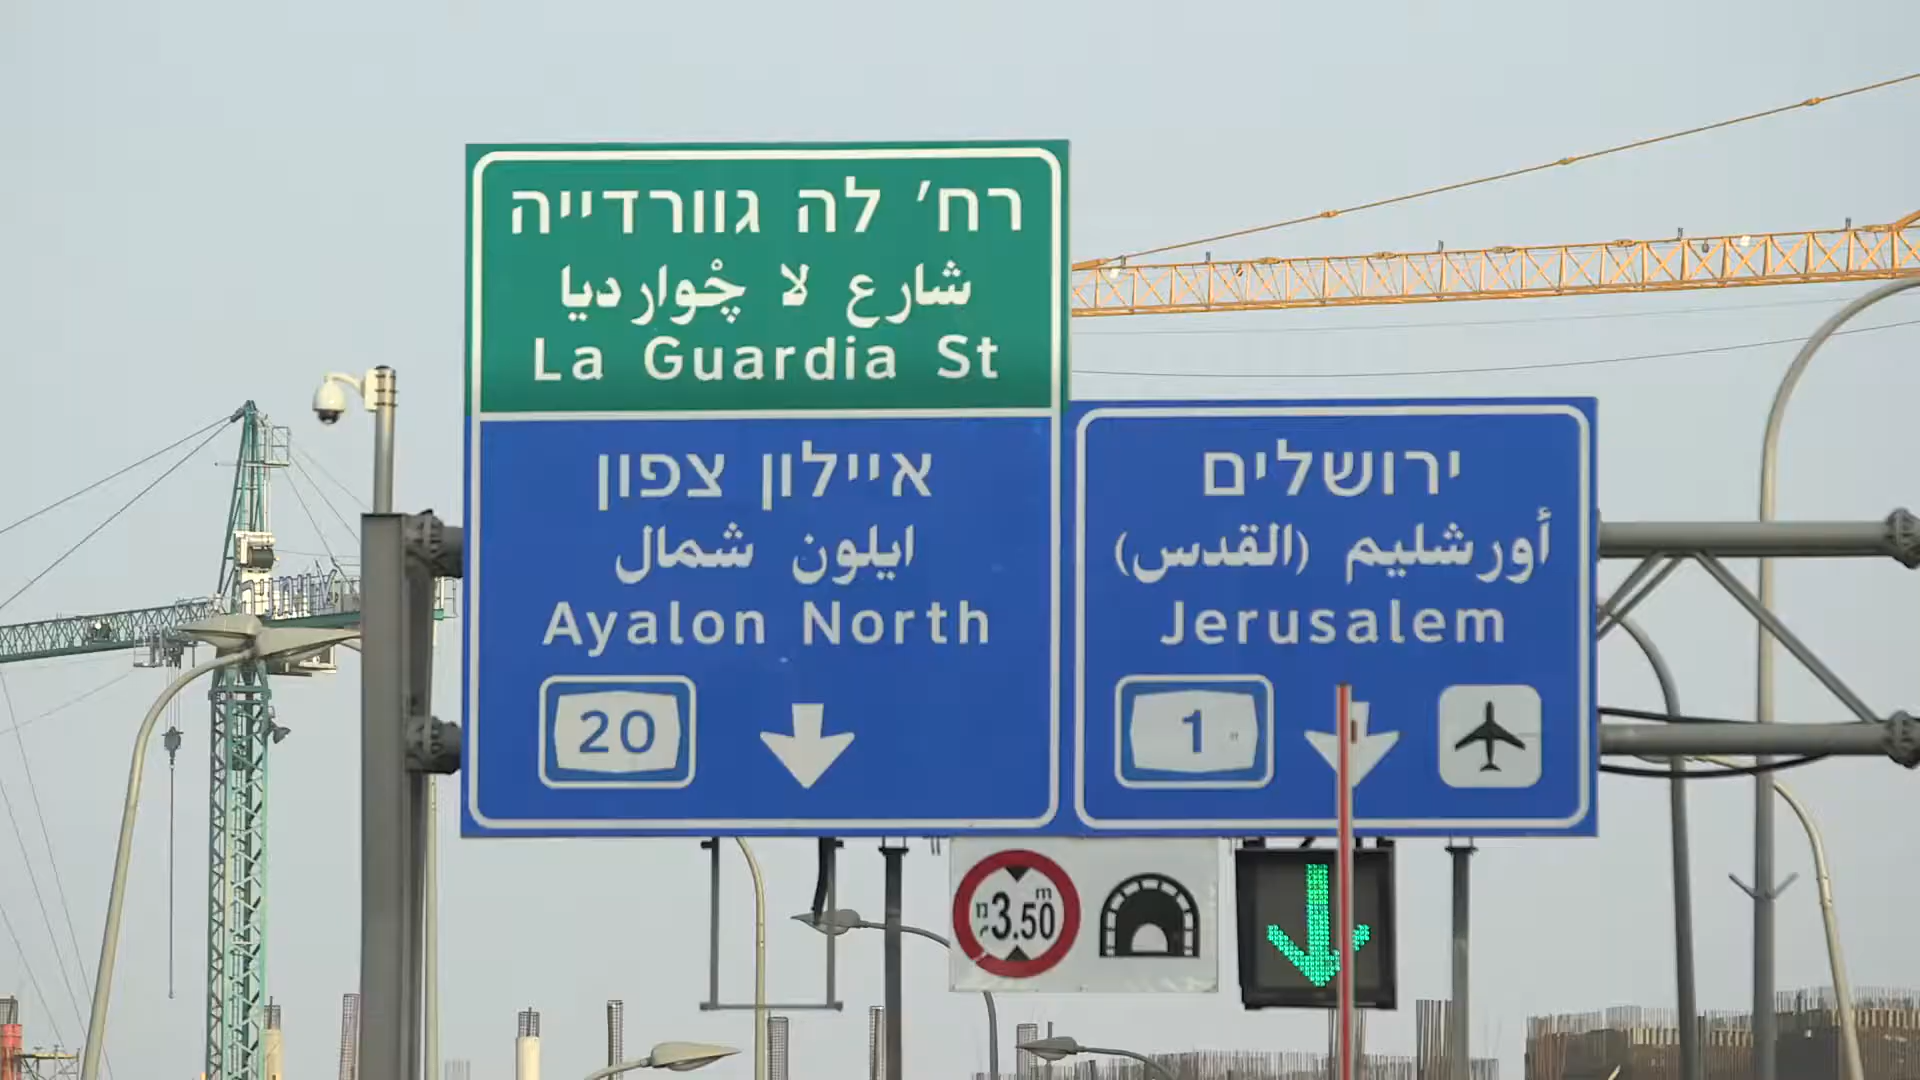 רח' לה גוורדייה
شارع لا چْوارديا
La Guardia St
איילון צפון
ايلون شمال
Ayalon North
20
ירושלים
أورشليم (القدس)
Jerusalem
1
3.50 m